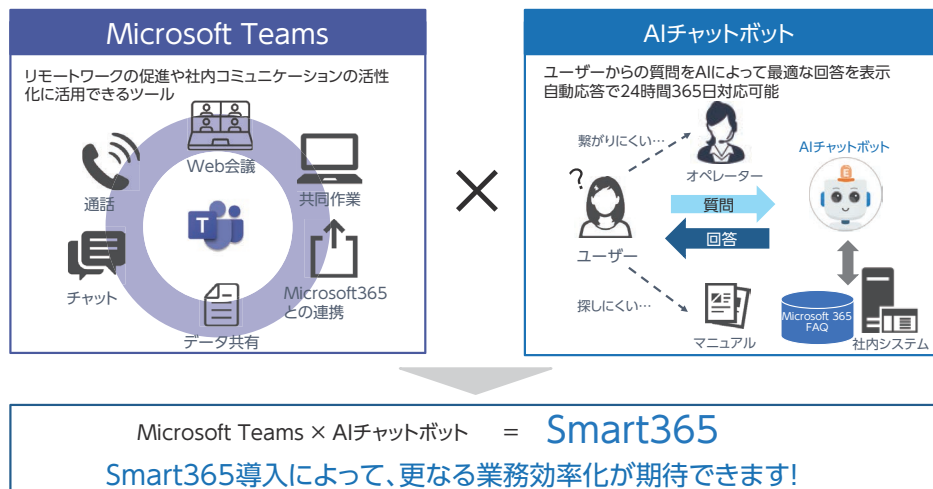 Microsoft Teams
リモートワークの促進や社内コミュニケーションの活性
化に活用できるツール
Web会議
通話
共同作業
T
チャット
Microsoft365
との連携
データ共有
×
AIチャットボット
ユーザーからの質問をAIによって最適な回答を表示
自動応答で24時間365日対応可能
繋がりにくい…
AIチャットボット
?
オペレーター
E
質問
回答
ユーザー
探しにくい…
Microsoft 365
FAQ
マニュアル
社内システム
Microsoft Teams × AIチャットボット = Smart365
Smart365導入によって、更なる業務効率化が期待できます!